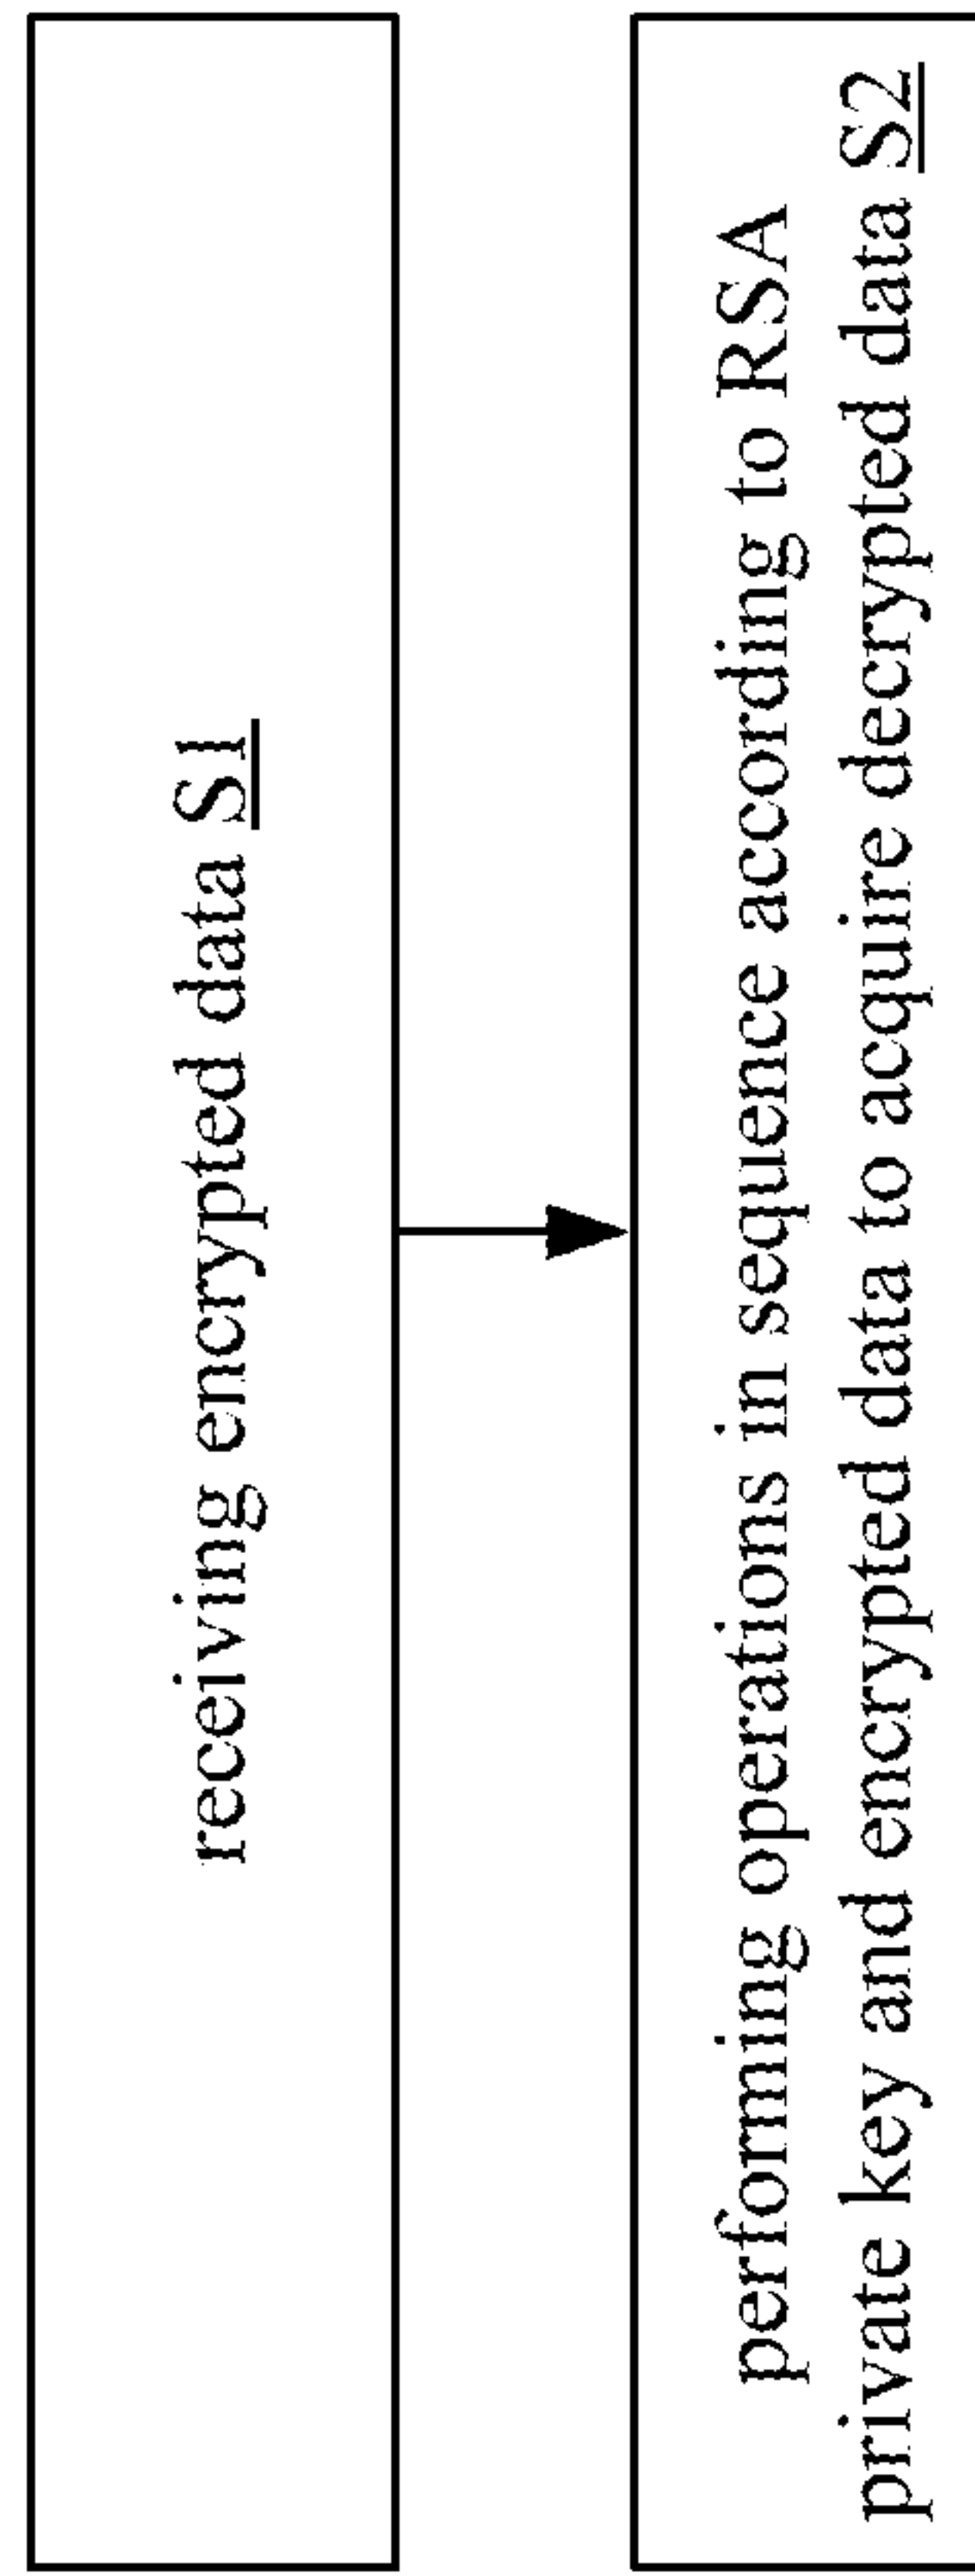 receiving encrypted data S1
performing operations in sequence according to RSA
private key and encrypted data to acquire decrypted data S2